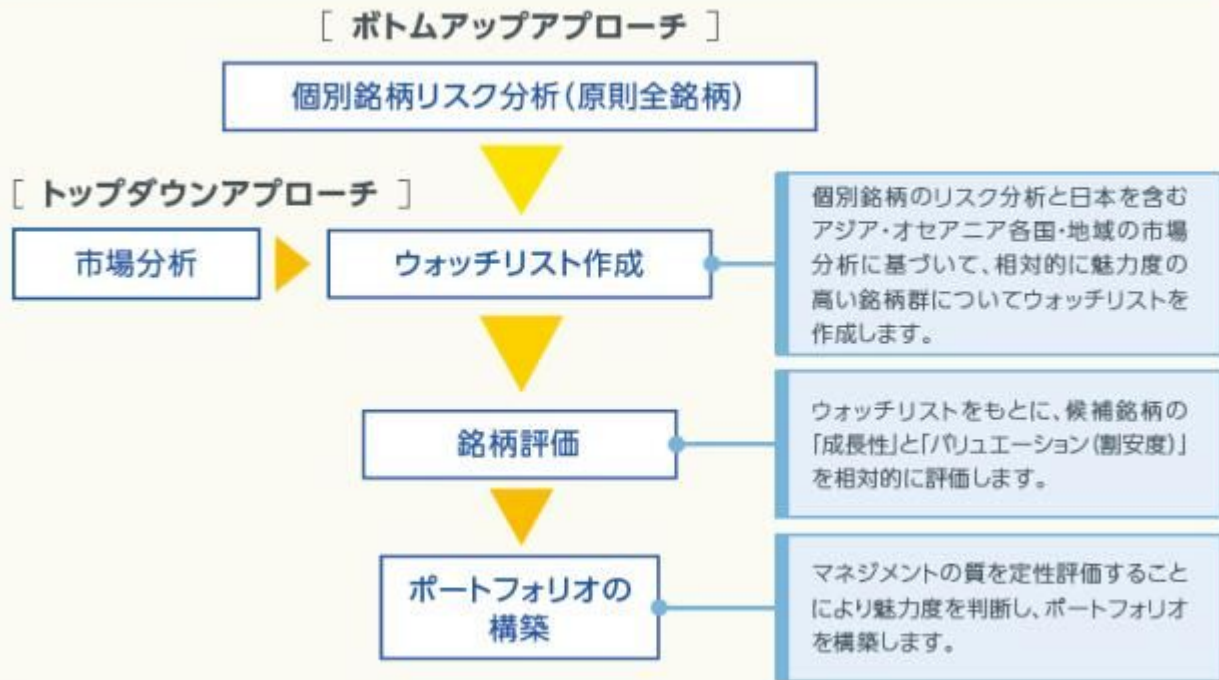 [ ボトムアップアプローチ ]
個別銘柄リスク分析(原則全銘柄)
[ トップダウンアプローチ ]
市場分析
ウォッチリスト作成
個別銘柄のリスク分析と日本を含む
アジア・オセアニア各国・地域の市場
分析に基づいて、相対的に魅力度の
高い銘柄群についてウォッチリストを
作成します。
銘柄評価
ウォッチリストをもとに、候補銘柄の
「成長性」と「バリュエーション(割安度)」
を相対的に評価します。
ポートフォリオの
構築
マネジメントの質を定性評価すること
により魅力度を判断し、ポートフォリオ
を構築します。